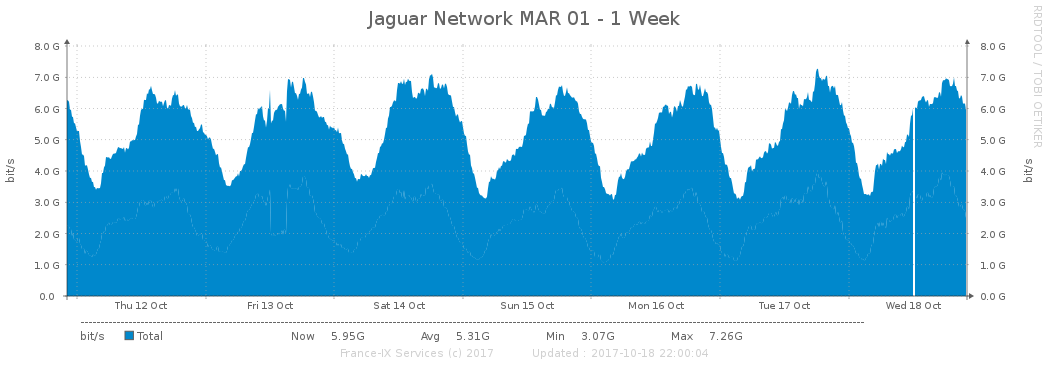 Jaguar Network MAR 01 - 1 Week
RRDTOOL / TOBI OETIKER
bit/s
8.0 G 8.0 G
7.0 G 7.0 G
6.0 G 6.0 G
5.0 G 5.0 G
4.0 G 4.0 G
3.0 G 3.0 G
2.0 G 2.0 G
1.0 G 1.0 G
0.0 0.0 G
bit/s
Thu 12 Oct Fri 13 Oct Sat 14 Oct Sun 15 Oct Mon 16 Oct Tue 17 Oct Wed 18 Oct
bit/s Total Now 5.95G Avg 5.31G Min 3.07G Max 7.26G
France-IX Services (c) 2017 Updated : 2017-10-18 22:00:04